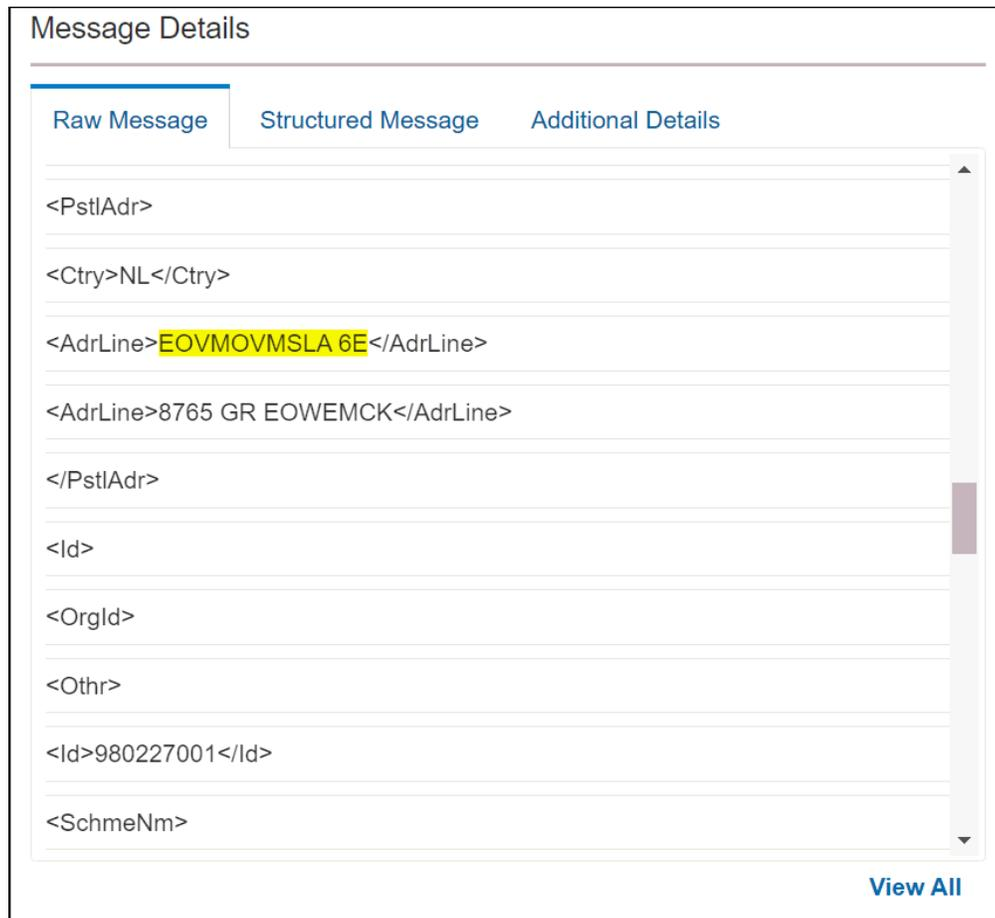 Message Details
Raw Message Structured Message Additional Details
<PstlAdr>
<Ctry>NL</Ctry>
<AdrLine>EOVMOVMSLA 6E</AdrLine>
<AdrLine>8765 GR EOWEMCK</AdrLine>
</PstlAdr>
<Id>
<OrgId>
<Othr>
<Id>980227001</Id>
<SchmeNm>
View All